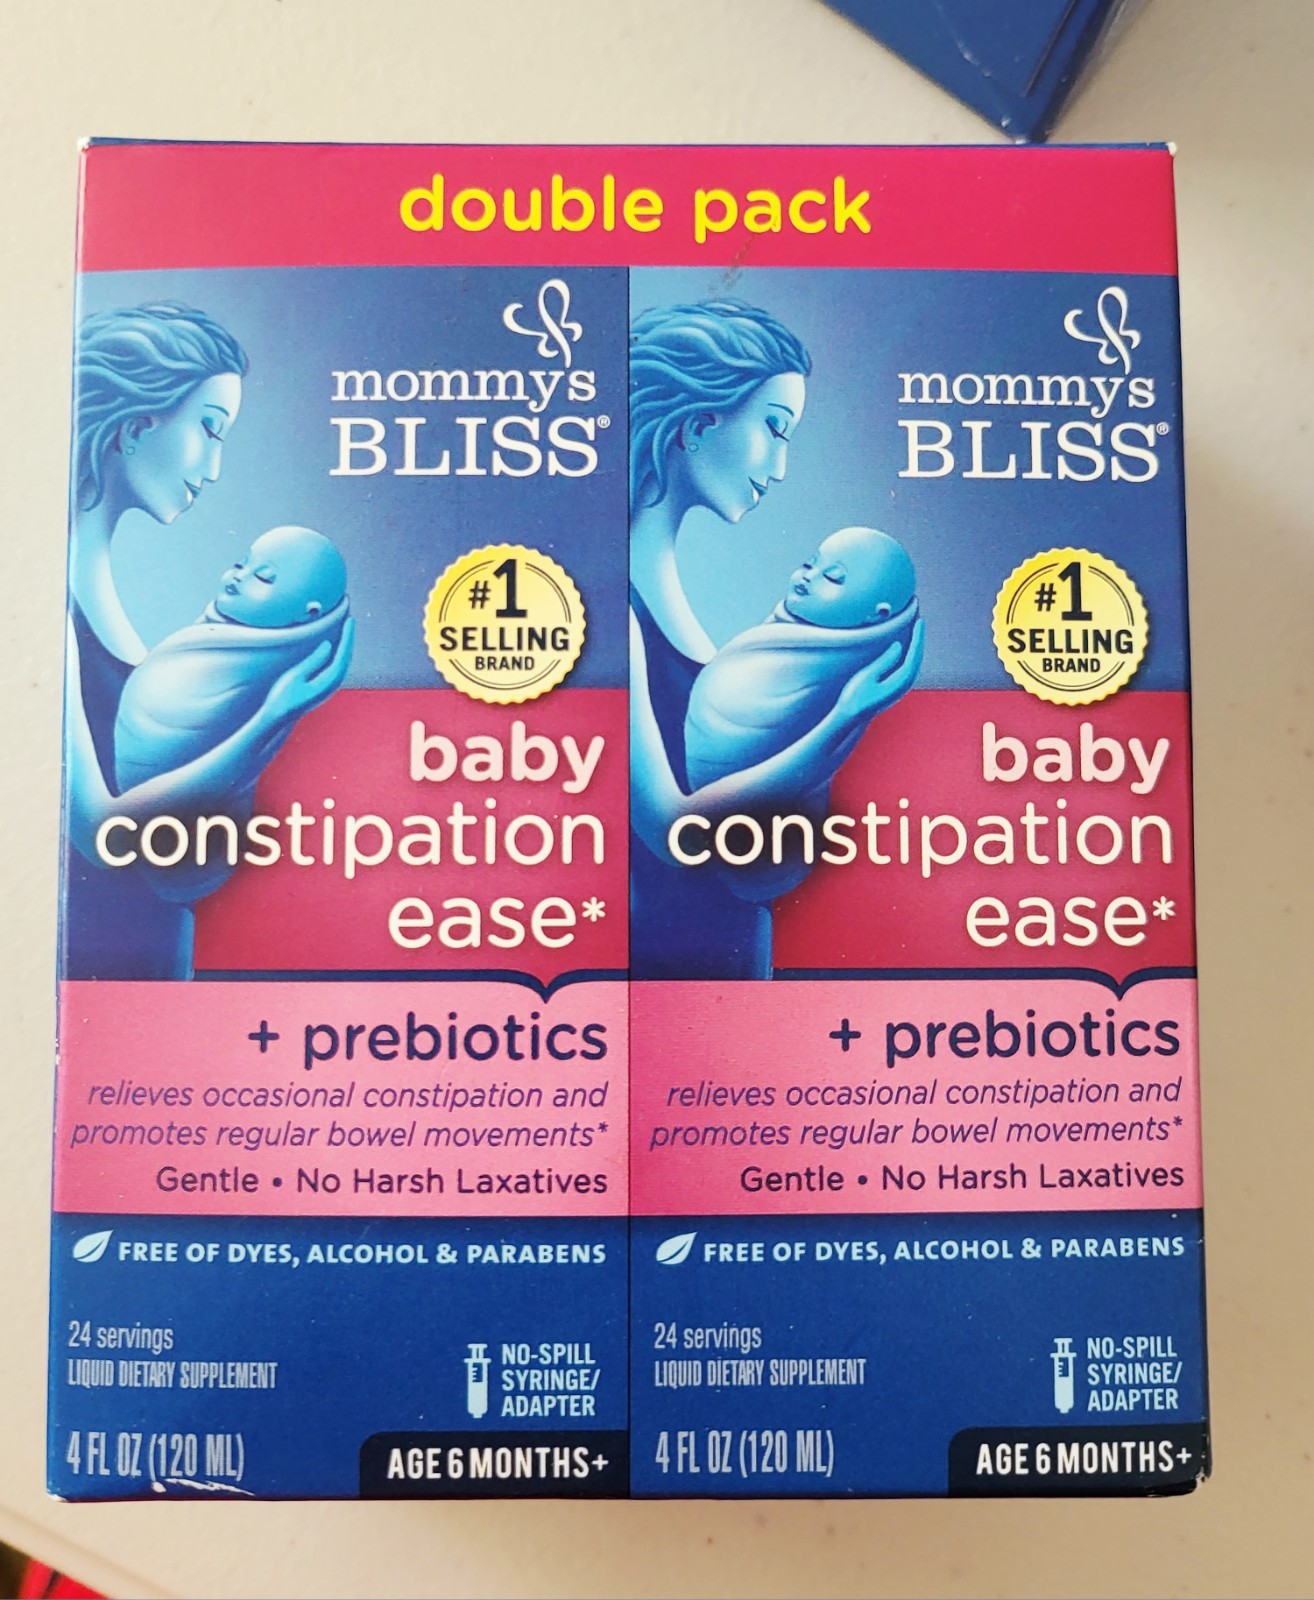 double pack
mommy's
BLISS®
#1
SELLING
BRAND
baby
constipation
ease*
+ prebiotics
relieves occasional constipation and
promotes regular bowel movements*
Gentle • No Harsh Laxatives
FREE OF DYES, ALCOHOL & PARABENS
24 servings
LIQUID DIETARY SUPPLEMENT
NO-SPILL
SYRINGE/
ADAPTER
4 FL OZ (120 ML)
AGE 6 MONTHS+
mommy's
BLISS®
#1
SELLING
BRAND
baby
constipation
ease*
+ prebiotics
relieves occasional constipation and
promotes regular bowel movements*
Gentle • No Harsh Laxatives
FREE OF DYES, ALCOHOL & PARABENS
24 servings
LIQUID DIETARY SUPPLEMENT
NO-SPILL
SYRINGE/
ADAPTER
4 FL OZ (120 ML)
AGE 6 MONTHS+